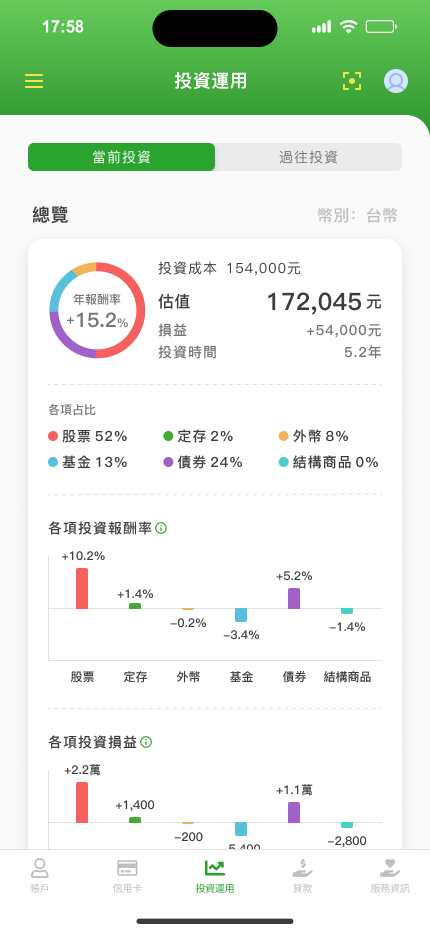 17:58
投資運用
當前投資 過往投資
總覽 幣別： 台幣
投資成本 154,000元
年報酬率
+15.2%
估值 172,045 元
損益 +54,000元
投資時間 5.2年
各項占比
股票 52% 定存 2% 外幣 8%
基金 13% 債券 24% 結構商品 0%
各項投資報酬率
+10.2%
+1.4%
−0.2%
−3.4%
+5.2%
−1.4%
股票 定存 外幣 基金 債券 結構商品
各項投資損益
+2.2萬
+1,400
−200
5,400
+1.1萬
−2,800
帳戶 信用卡 投資運用 貸款 服務資訊